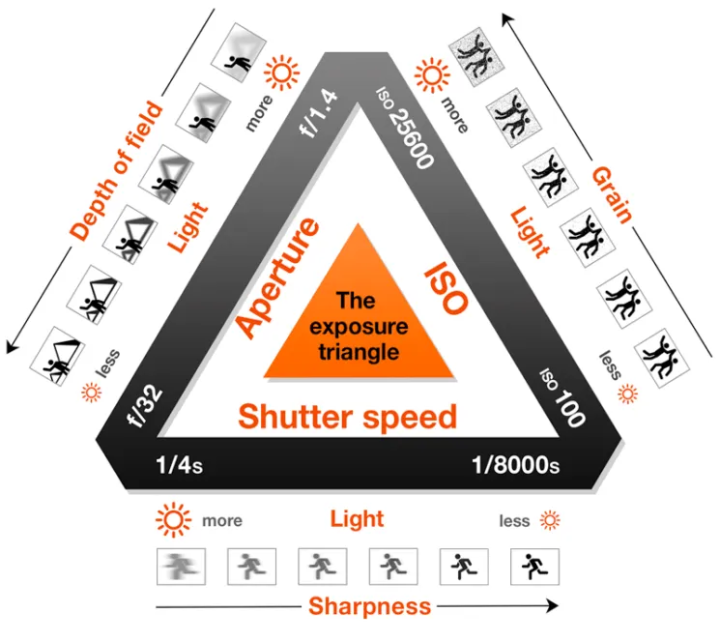 more
f/1.4
Depth of field
Light
Aperture
less
f/32
ISO 25600
more
Grain
Light
ISO
less
ISO 100
The
exposure
triangle
Shutter speed
1/4s
1/8000s
more
Light
less
Sharpness